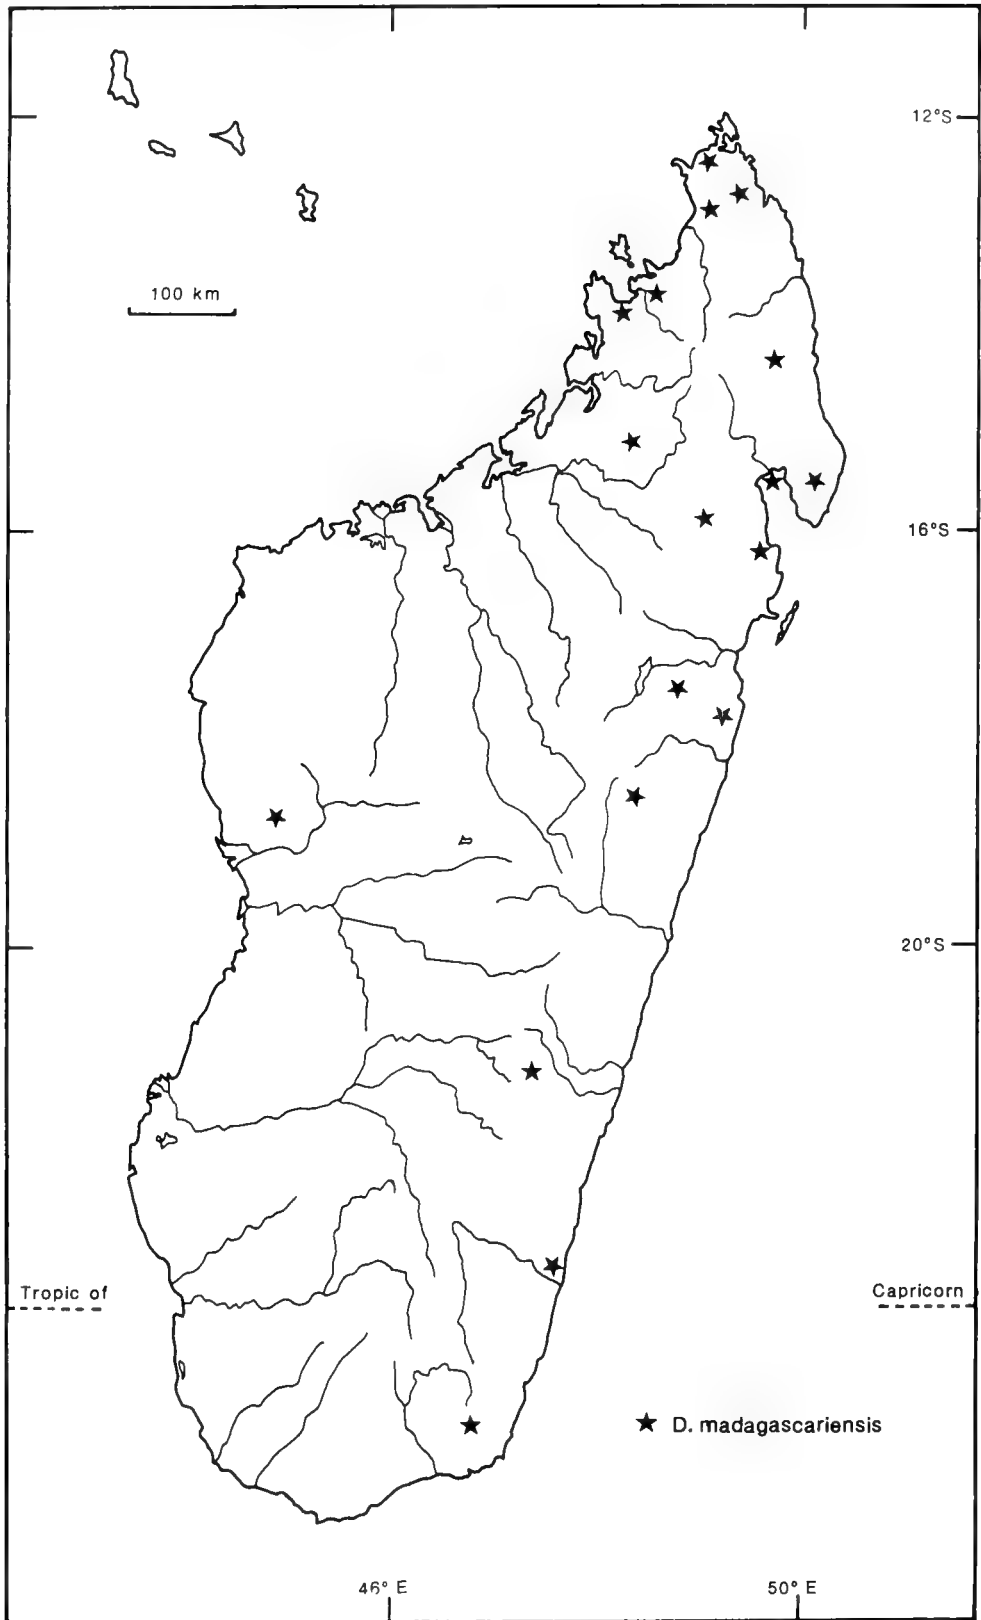 12°S
100 km
16°S
20°S
Tropic of
Capricorn
D. madagascariensis
46° E
50° E